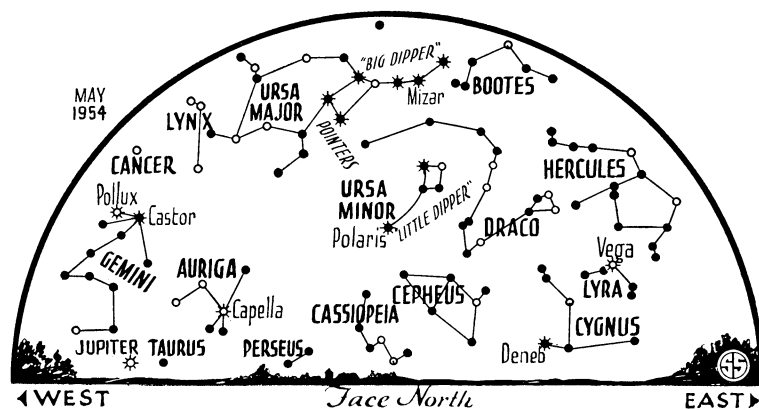 "BIG DIPPER"
MAY
1954
URSA
MAJOR
Mizar
BOOTES
LYNX
POINTERS
CANCER
HERCULES
Pollux
Castor
URSA
MINOR
"LITTLE DIPPER"
Polaris
DRACO
GEMINI
AURIGA
Vega
Capella
CASSIOPEIA
CEPHEUS
LYRA
CYGNUS
JUPITER
TAURUS
PERSEUS
Deneb
WEST
Face North
EAST